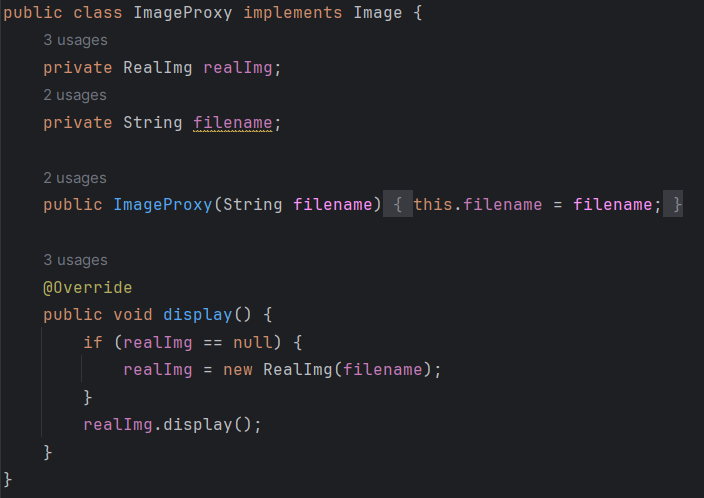 public class ImageProxy implements Image {
3 usages
private RealImg realImg;
2 usages
private String filename;
2 usages
public ImageProxy(String filename) { this.filename = filename; }
3 usages
@Override
public void display() {
if (realImg == null) {
realImg = new RealImg(filename);
}
realImg.display();
}
}